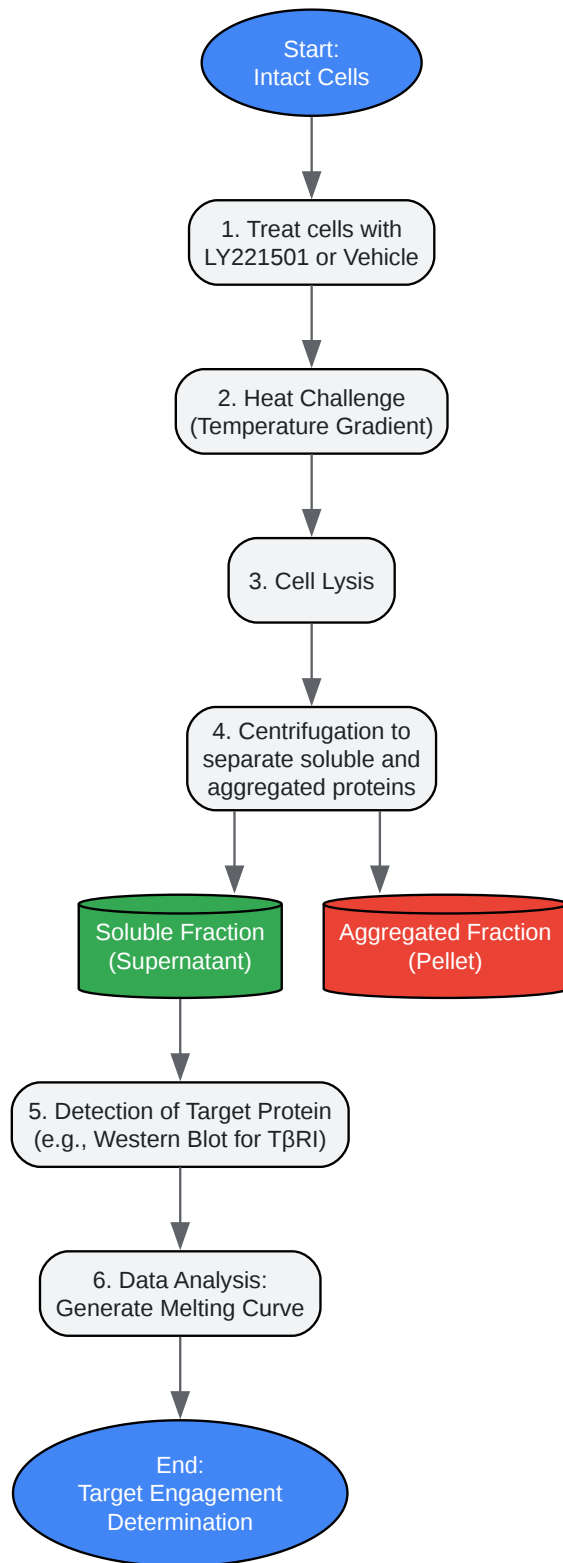 Start:
Intact Cells
1. Treat cells with
LY221501 or Vehicle
2. Heat Challenge
(Temperature Gradient)
3. Cell Lysis
4. Centrifugation to
separate soluble and
aggregated proteins
Soluble Fraction
(Supernatant)
Aggregated Fraction
(Pellet)
5. Detection of Target Protein
(e.g., Western Blot for TβRI)
6. Data Analysis:
Generate Melting Curve
End:
Target Engagement
Determination